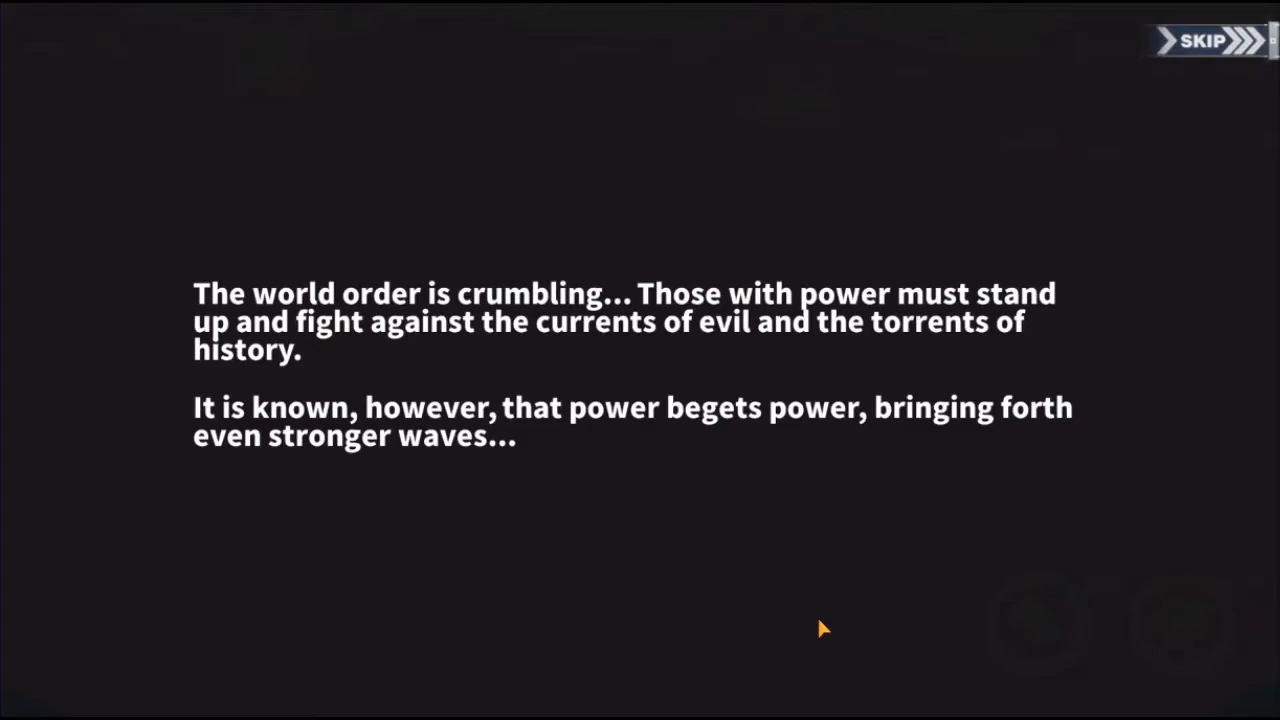 SKIP
The world order is crumbling... Those with power must stand
up and fight against the currents of evil and the torrents of
history.
It is known, however, that power begets power, bringing forth
even stronger waves...